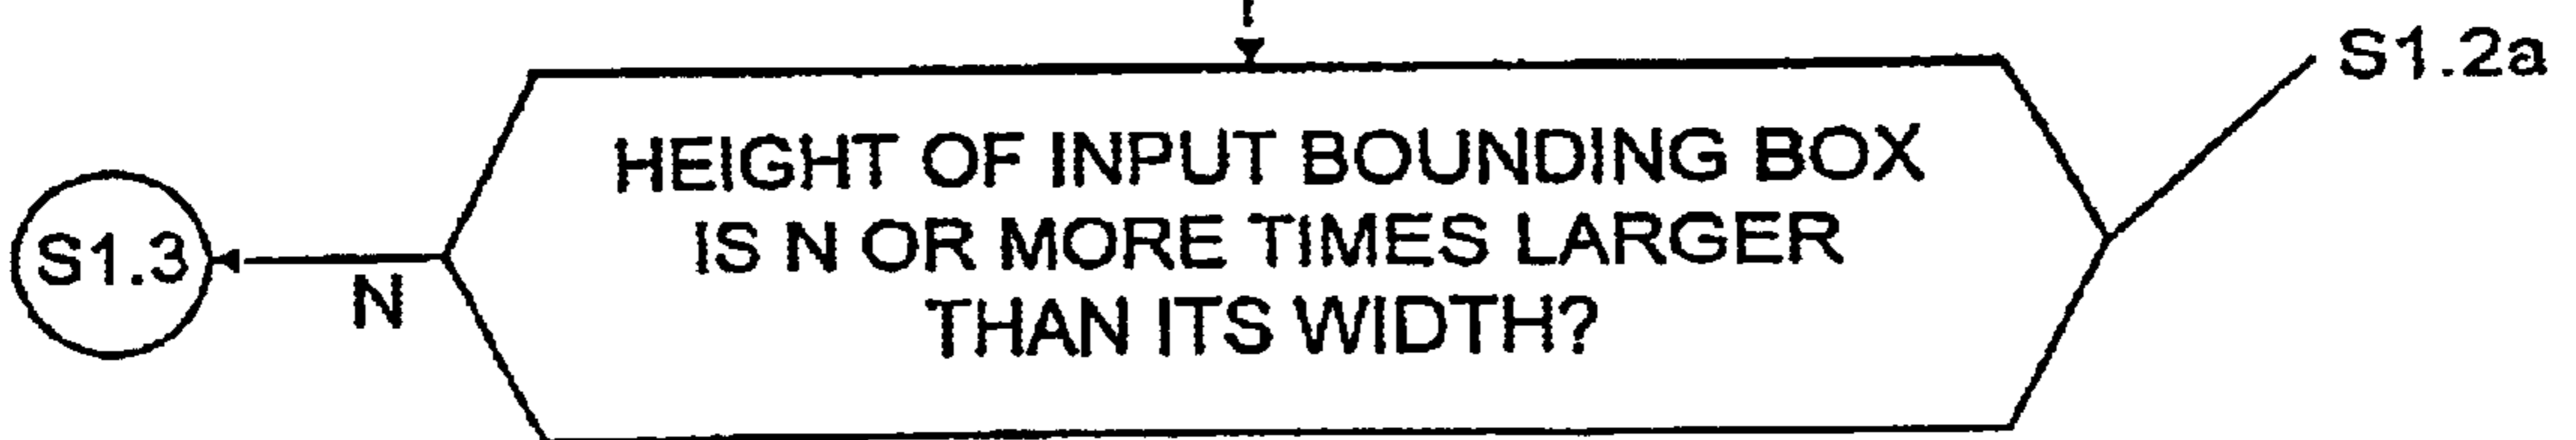 S1.2a
HEIGHT OF INPUT BOUNDING BOX
IS N OR MORE TIMES LARGER
THAN ITS WIDTH?
S1.3
N